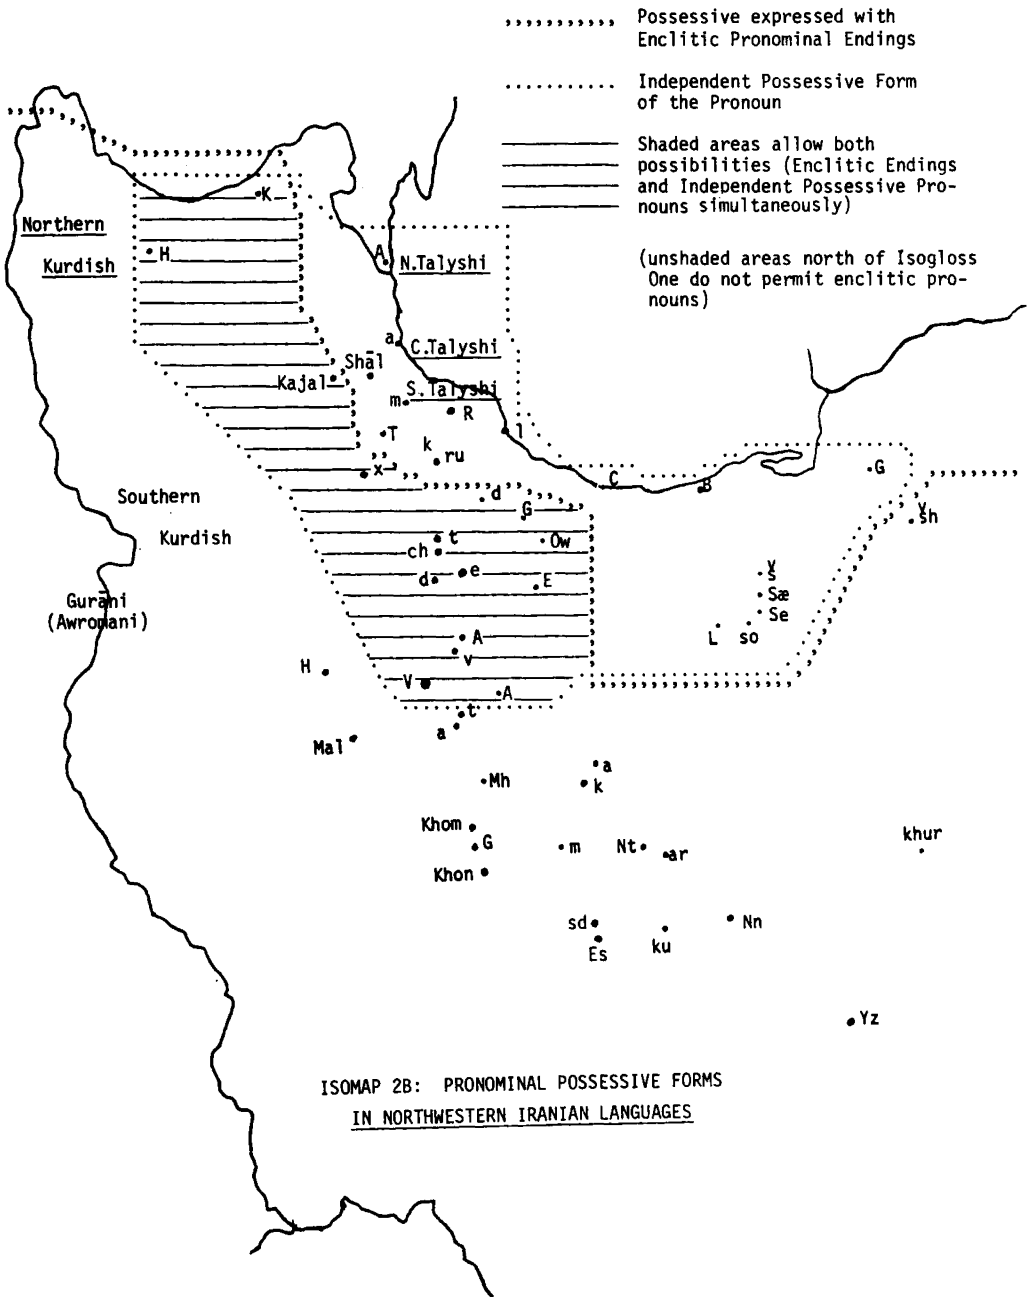 Possessive expressed with
Enclitic Pronominal Endings
Independent Possessive Form
of the Pronoun
Shaded areas allow both
possibilities (Enclitic Endings
and Independent Possessive Pro-
nouns simultaneously)
(unshaded areas north of Isogloss
One do not permit enclitic pro-
nouns)
K
Northern
Kurdish
H
A
N.Talyshi
a
C.Talyshi
Shāl
Kajal
S.Talyshi
m
R
l
T
k
ru
x
C
B
G
Southern
Kurdish
d
G
šh
t
Ow
ch
d
e
E
š
Sæ
Se
L
so
Gurāni
(Awromani)
A
v
H
V
A
t
a
Mal
a
Mh
k
Khom
G
m
Nt
ar
khur
Khon
sd
Es
ku
Nn
Yz
ISOMAP 2B: PRONOMINAL POSSESSIVE FORMS
IN NORTHWESTERN IRANIAN LANGUAGES